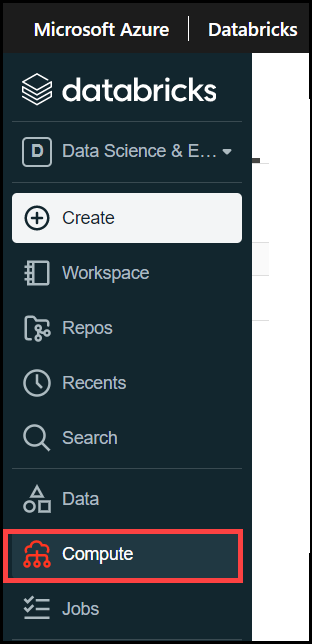 Microsoft Azure | Databricks
databricks
D Data Science & E...
Create
Workspace
Repos
Recents
Search
Data
Compute
Jobs